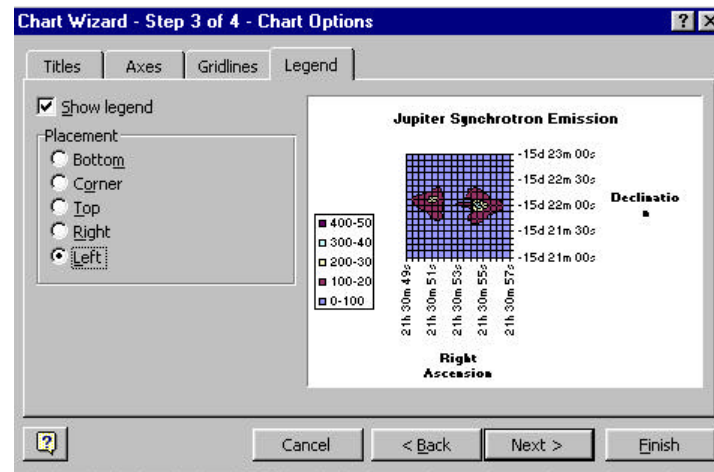 Chart Wizard - Step 3 of 4 - Chart Options
Titles
Axes
Gridlines
Legend
Show legend
Placement
Bottom
Corner
Top
Right
Left
Jupiter Synchrotron Emission
-15d 23m 00s
-15d 22m 30s
-15d 22m 00s
-15d 21m 30s
-15d 21m 00s
Declinatio
n
400-50
300-40
200-30
100-20
0-100
21h 30m 49s
21h 30m 51s
21h 30m 53s
21h 30m 55s
21h 30m 57s
Right
Ascension
Cancel
< Back
Next >
Finish